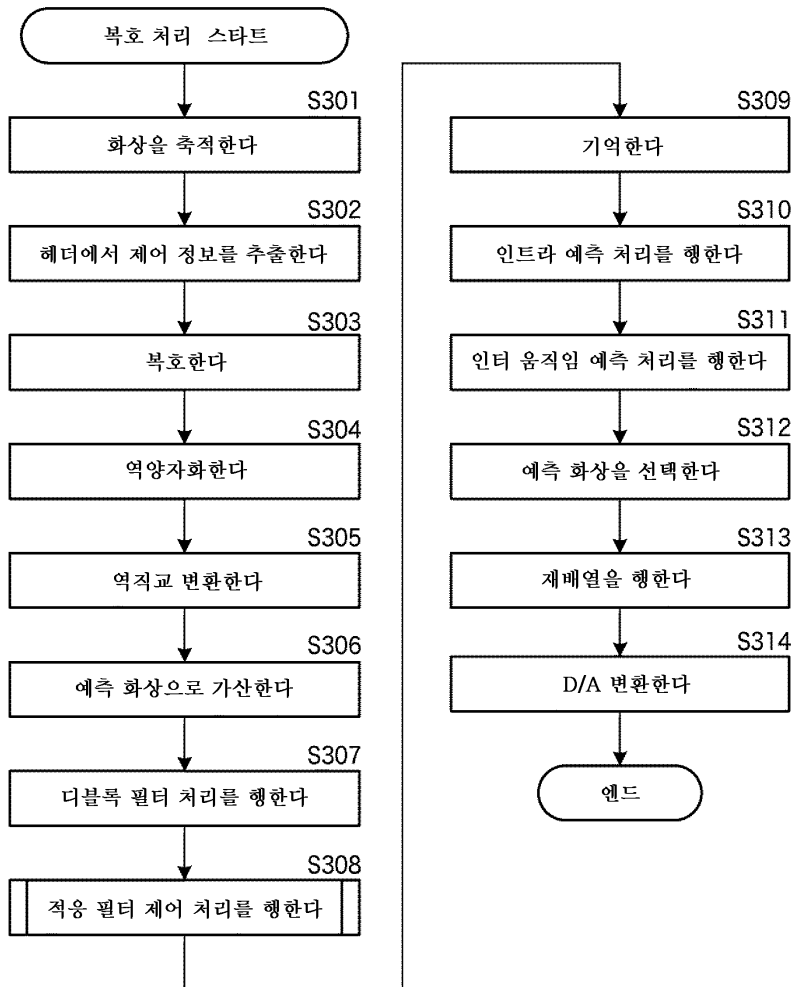 복호 처리 스타트
S301
화상을 축적한다
S302
헤더에서 제어 정보를 추출한다
S303
복호한다
S304
역양자화한다
S305
역직교 변환한다
S306
예측 화상으로 가산한다
S307
디블록 필터 처리를 행한다
S308
적응 필터 제어 처리를 행한다
S309
기억한다
S310
인트라 예측 처리를 행한다
S311
인터 움직임 예측 처리를 행한다
S312
예측 화상을 선택한다
S313
재배열을 행한다
S314
D/A 변환한다
엔드